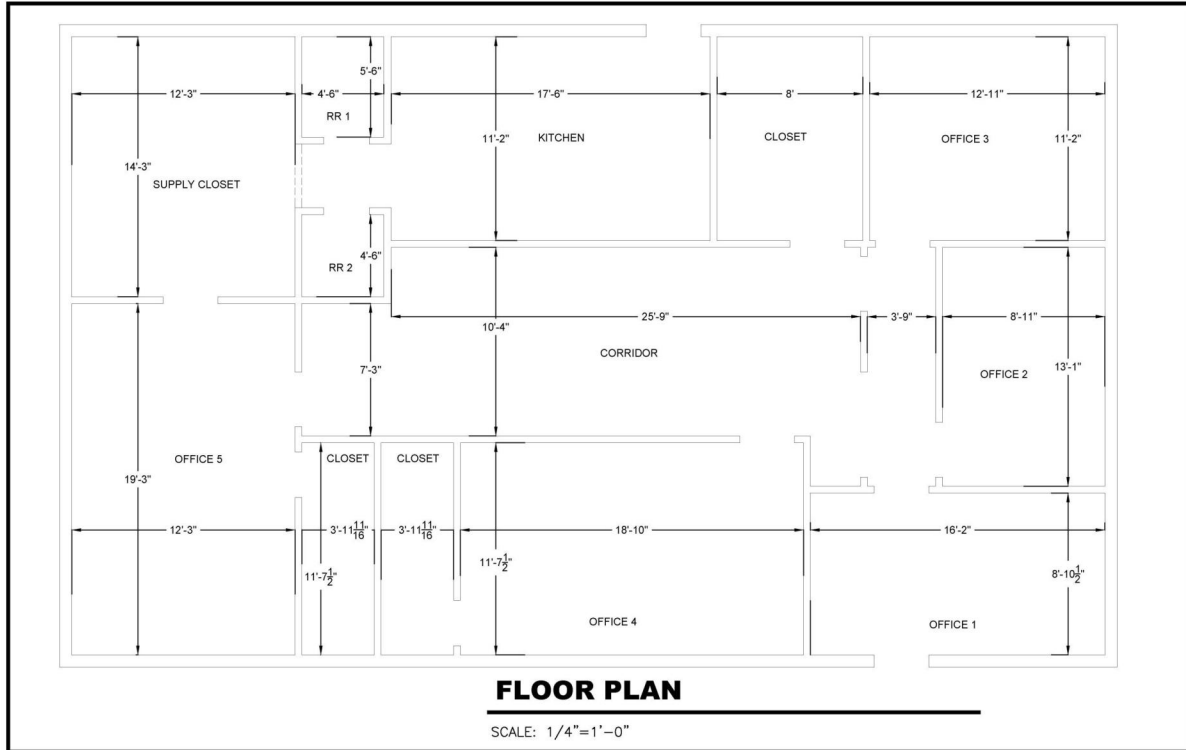 5'-6"
12'-3"
4'-6"
17'-6"
8'
12'-11"
RR 1
KITCHEN
CLOSET
OFFICE 3
11'-2"
11'-2"
14'-3"
SUPPLY CLOSET
4'-6"
RR 2
25'-9"
3'-9"
8'-11"
10'-4"
CORRIDOR
7'-3"
OFFICE 2
13'-1"
OFFICE 5
CLOSET
CLOSET
19'-3"
12'-3"
3'-11 11/16"
3'-11 11/16"
18'-10"
16'-2"
11'-7 1/2"
11'-7 1/2"
8'-10 1/2"
OFFICE 4
OFFICE 1
FLOOR PLAN
SCALE: 1/4"=1'-0"